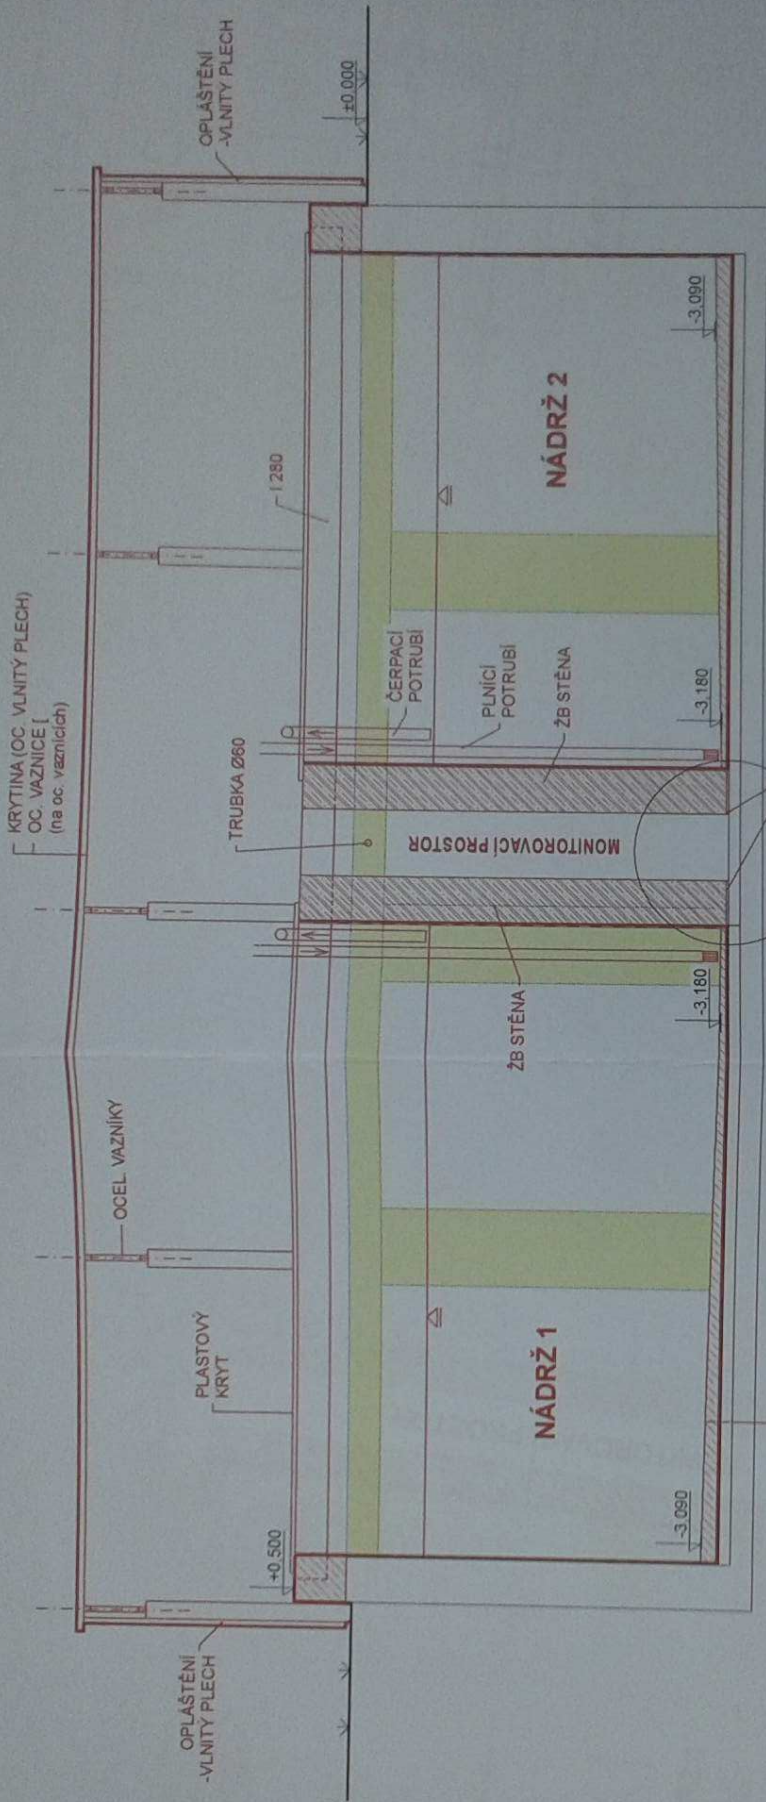 KRYTINA (OC. VLNITÝ PLECH)
OC. VAZNICE [
(na oc. vaznicích)
OPLÁŠTĚNÍ
-VLNITÝ PLECH
OCEL. VAZNÍKY
PLASTOVÝ
KRYT
TRUBKA Ø60
I 280
OPLÁŠTĚNÍ
-VLNITY PLECH
±0,000
+0,500
ČERPACÍ
POTRUBÍ
PLNÍCÍ
POTRUBÍ
ŽB STĚNA
ŽB STĚNA
MONITOROVACÍ PROSTOR
NÁDRŽ 1
NÁDRŽ 2
-3,090
-3,180
-3,180
-3,090